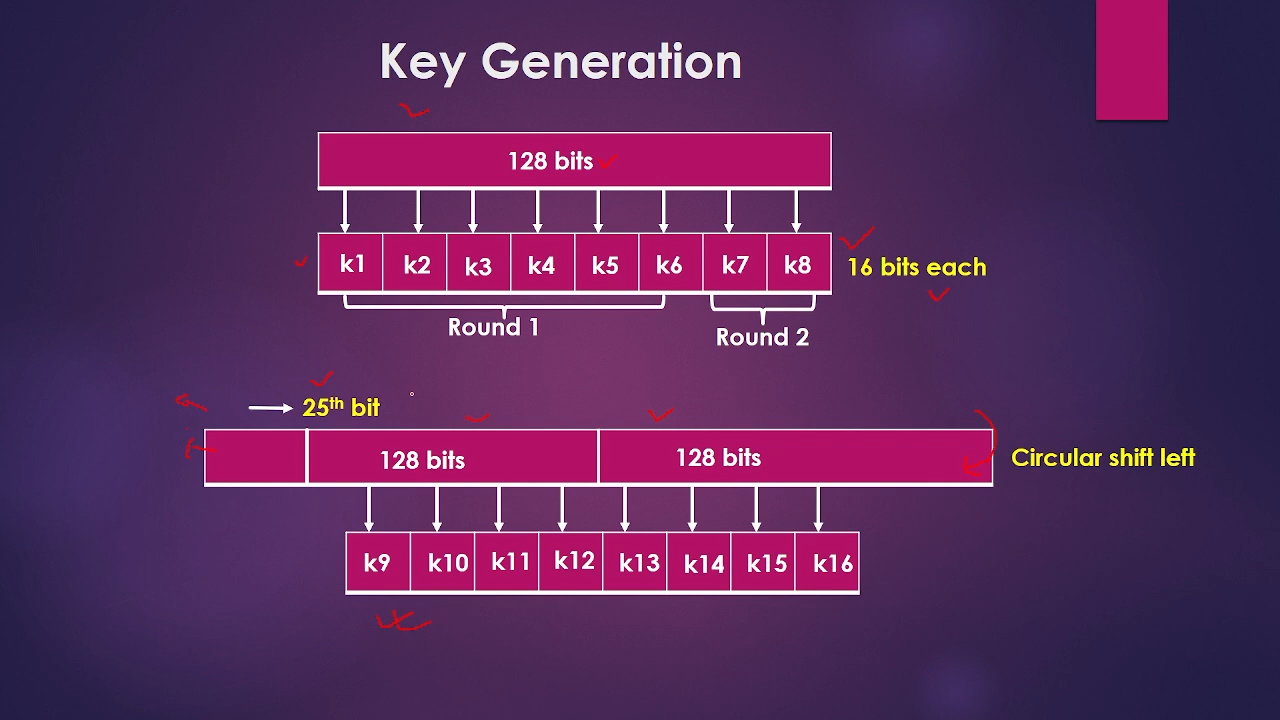 Key Generation
128 bits
k1 k2 k3 k4 k5 k6 k7 k8
16 bits each
Round 1
Round 2
25th bit
128 bits 128 bits
Circular shift left
k9 k10 k11 k12 k13 k14 k15 k16